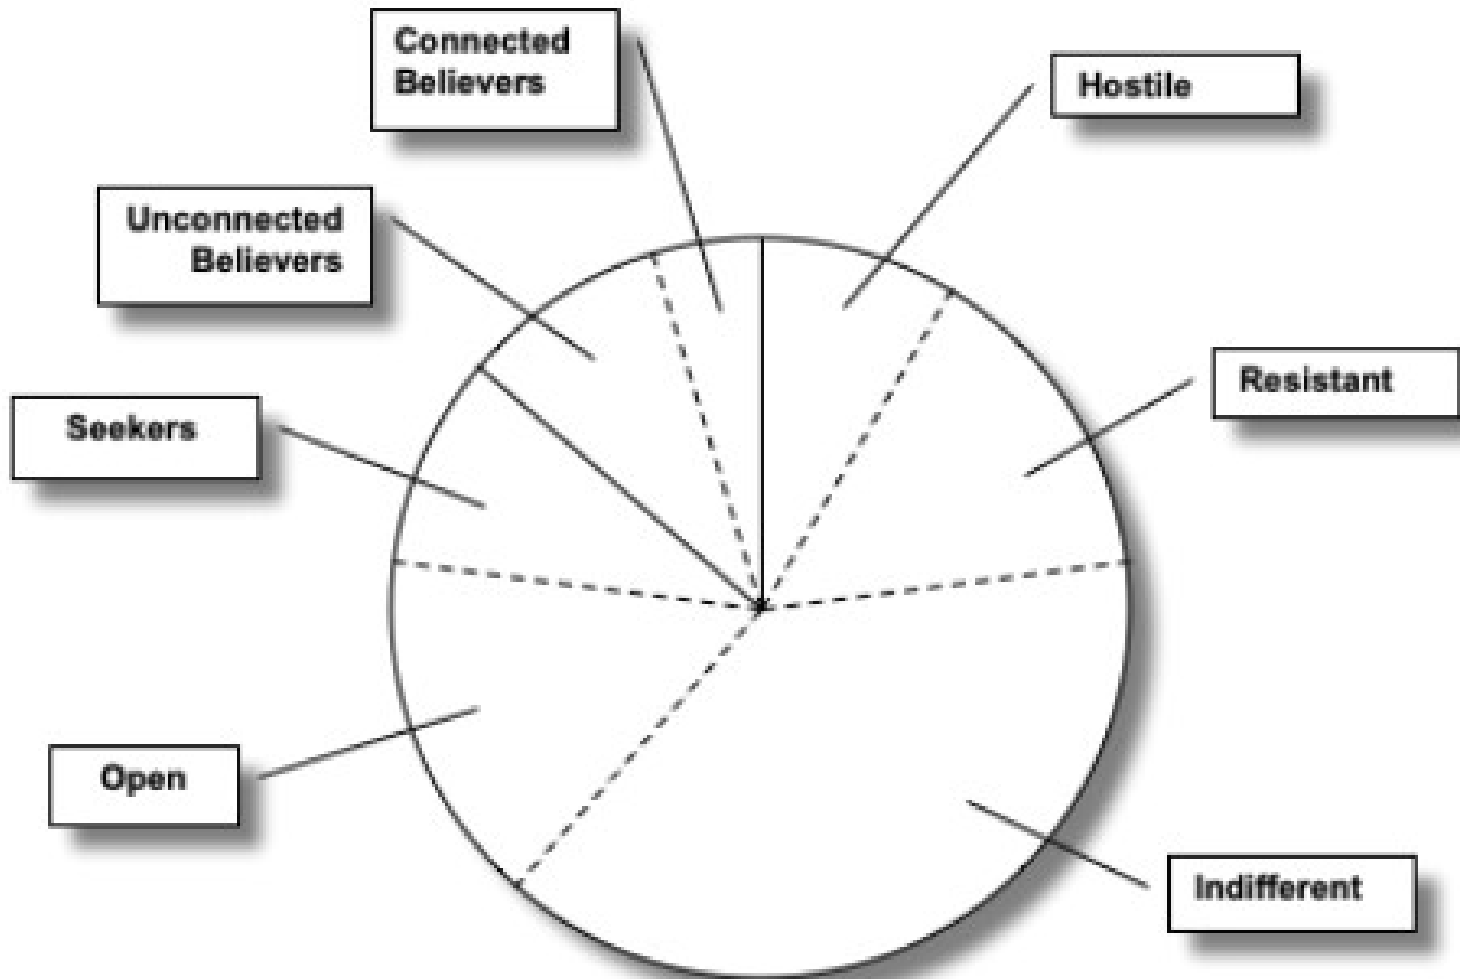 Connected
Believers
Hostile
Unconnected
Believers
Resistant
Seekers
Open
Indifferent